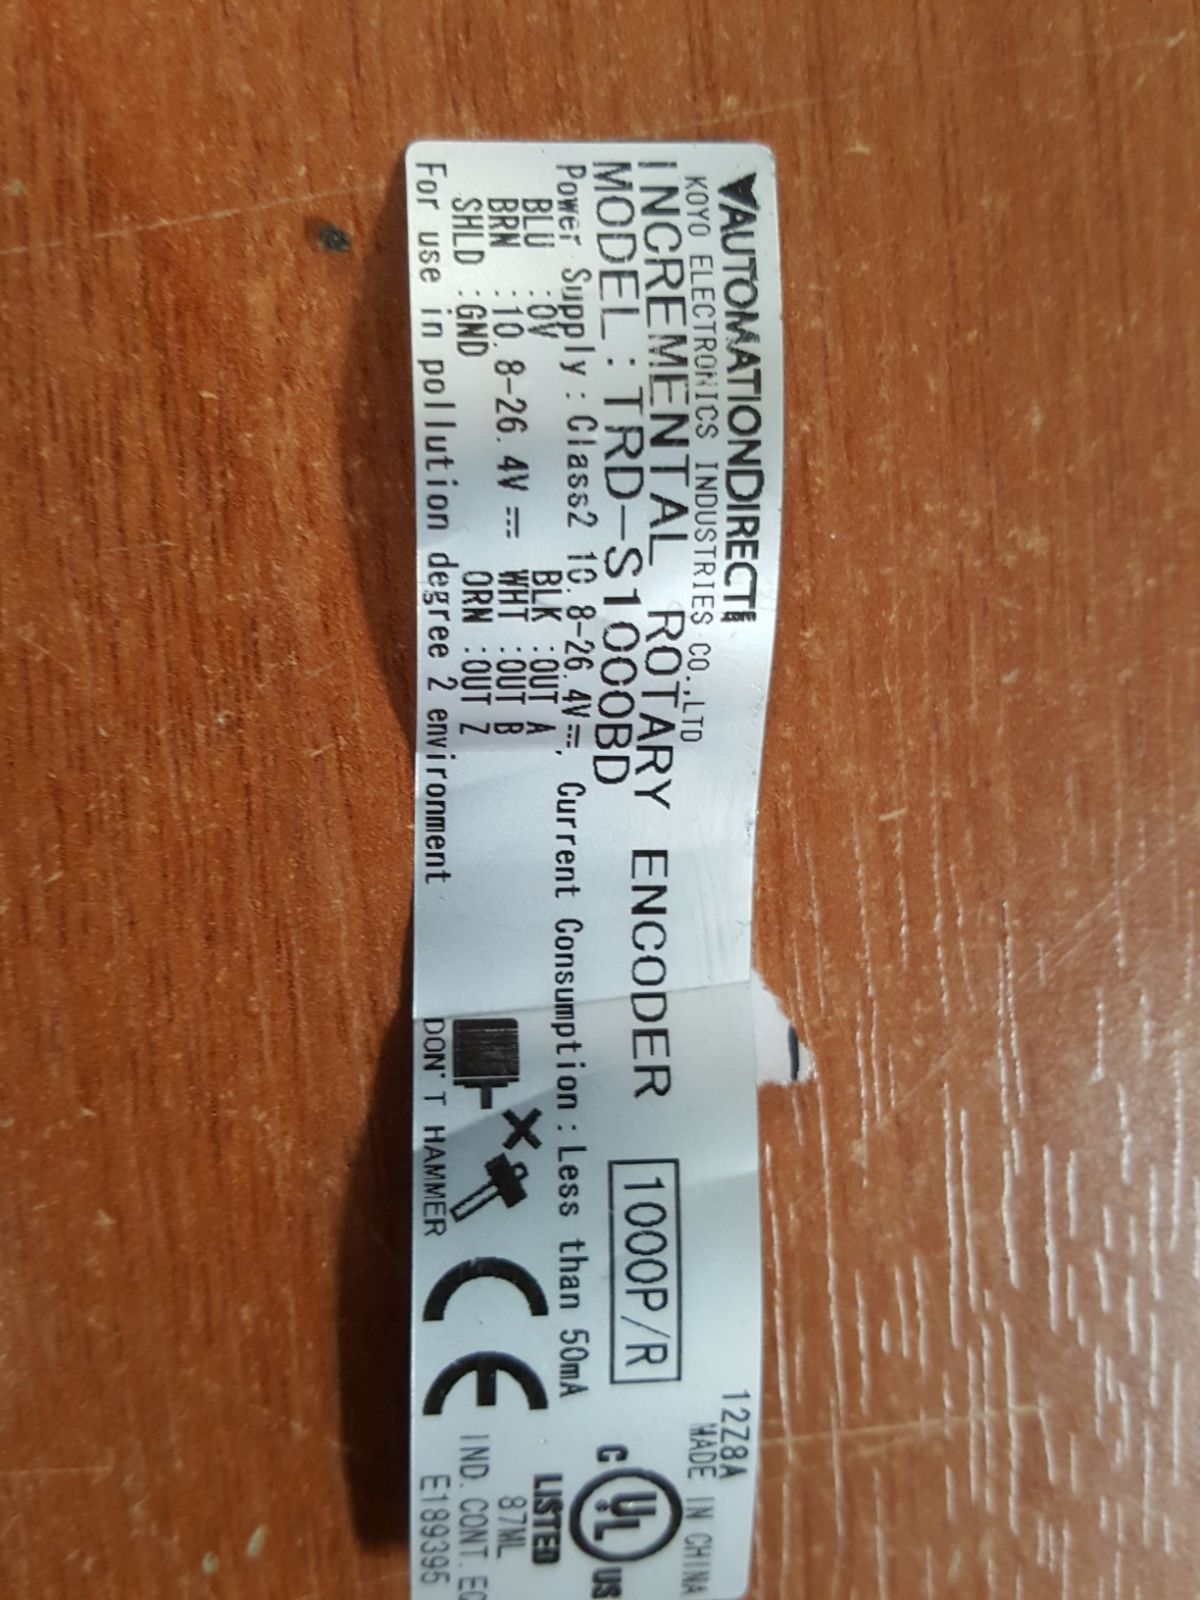 AUTOMATIONDIRECT
KOYO ELECTRONICS INDUSTRIES CO.,LTD
INCREMENTAL ROTARY ENCODER
MODEL : TRD-S1000BD
1000P/R
12Z8A
MADE IN CHINA
Power Supply : Class2 10.8-26.4V⎓, Current Consumption : Less than 50mA
BLU :0V BLK :OUT A
BRN :10.8-26.4V⎓ WHT :OUT B
SHLD :GND ORN :OUT Z
For use in pollution degree 2 environment
DON'T HAMMER
CE
C UL US
LISTED
87ML
IND.CONT.EQ
E189395